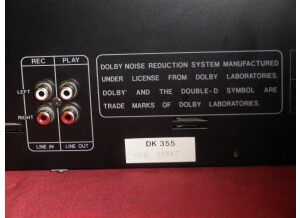 REC PLAY
LEFT
RIGHT
LINE IN LINE OUT
DOLBY NOISE REDUCTION SYSTEM MANUFACTURED
UNDER LICENSE FROM DOLBY LABORATORIES.
DOLBY AND THE DOUBLE-D SYMBOL ARE
TRADE MARKS OF DOLBY LABORATORIES.
DK 355